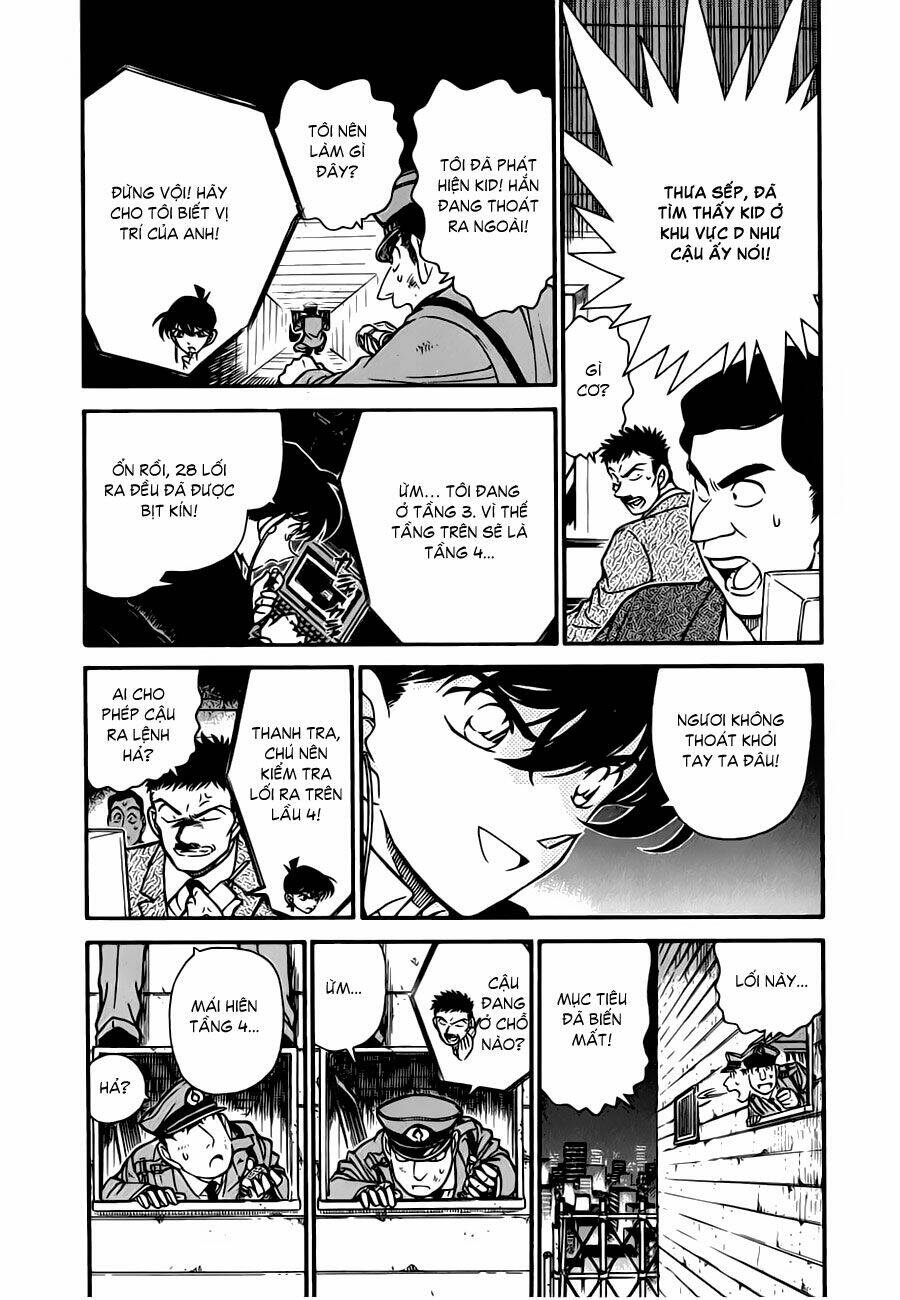 THƯA SẾP, ĐÃ
TÌM THẤY KID Ở
KHU VỰC D NHƯ
CẬU ẤY NÓI!
GÌ
CƠ?
TÔI ĐÃ PHÁT
HIỆN KID! HẮN
ĐANG THOÁT
RA NGOÀI!
TÔI NÊN
LÀM GÌ
ĐÂY?
ĐỪNG VỘI! HÃY
CHO TÔI BIẾT VỊ
TRÍ CỦA ANH!
ỪM... TÔI ĐANG
Ở TẦNG 3. VÌ THẾ
TẦNG TRÊN SẼ LÀ
TẦNG 4...
ỔN RỒI, 28 LỐI
RA ĐỀU ĐÃ ĐƯỢC
BỊT KÍN!
NGƯƠI KHÔNG
THOÁT KHỎI
TAY TA ĐÂU!
THANH TRA,
CHÚ NÊN
KIỂM TRA
LỐI RA TRÊN
LẦU 4!
AI CHO
PHÉP CẬU
RA LỆNH
HẢ?
LỐI NÀY...
MỤC TIÊU
ĐÃ BIẾN
MẤT!
CẬU
ĐANG
Ở CHỖ
NÀO?
ỪM...
MÁI HIÊN
TẦNG 4...
HẢ?